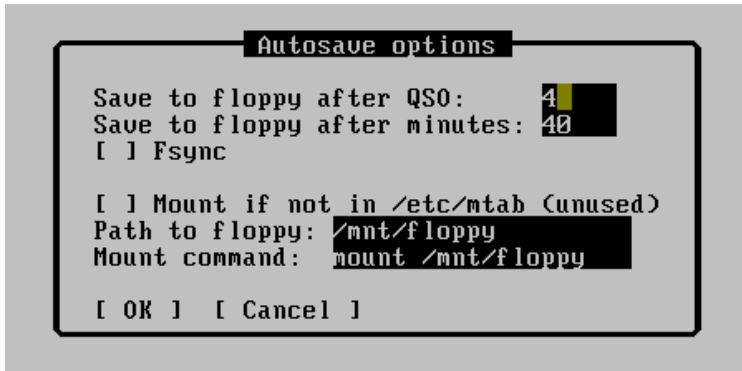 Autosave options
Save to floppy after QSO: 4
Save to floppy after minutes: 40
[ ] Fsync
[ ] Mount if not in /etc/mtab (unused)
Path to floppy: /mnt/floppy
Mount command: mount /mnt/floppy
[ OK ] [ Cancel ]